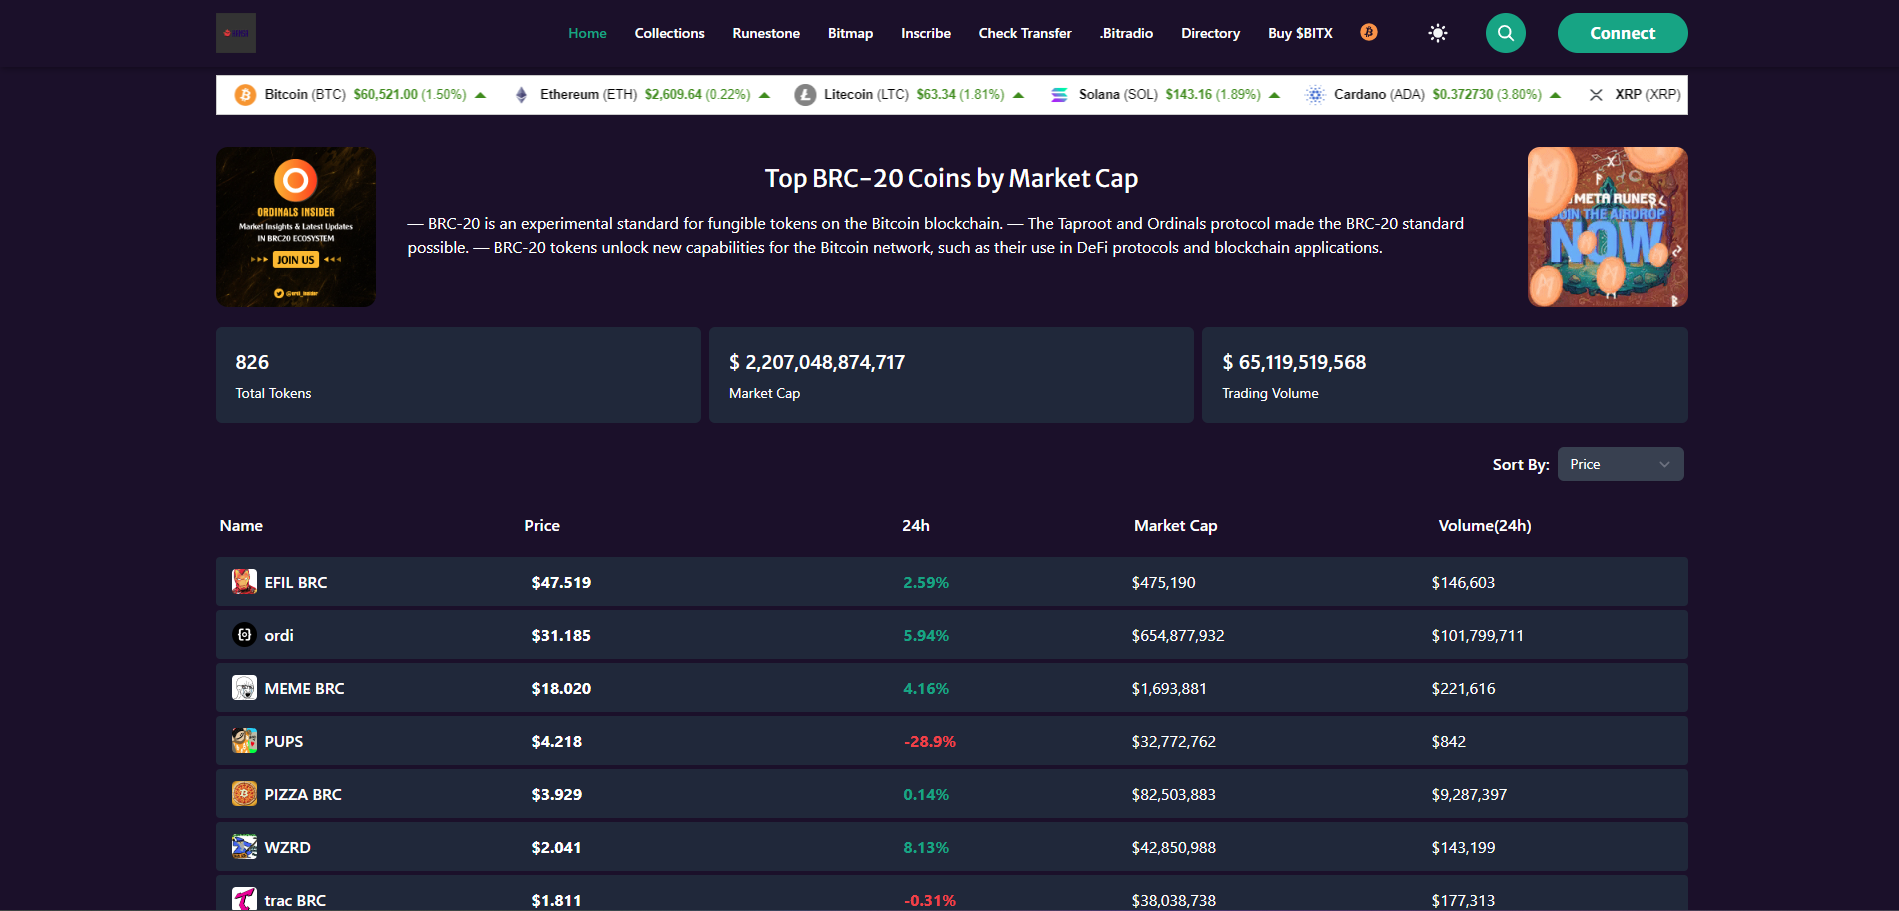 Home Collections Runestone Bitmap Inscribe Check Transfer .Bitradio Directory Buy $BITX Connect
Bitcoin (BTC) $60,521.00 (1.50%) Ethereum (ETH) $2,609.64 (0.22%) Litecoin (LTC) $63.34 (1.81%) Solana (SOL) $143.16 (1.89%) Cardano (ADA) $0.372730 (3.80%) XRP (XRP)
ORDINALS INSIDER
Market Insights & Latest Updates
IN BRC20 ECOSYSTEM
JOIN US
@ordi_insider
Top BRC-20 Coins by Market Cap
— BRC-20 is an experimental standard for fungible tokens on the Bitcoin blockchain. — The Taproot and Ordinals protocol made the BRC-20 standard
possible. — BRC-20 tokens unlock new capabilities for the Bitcoin network, such as their use in DeFi protocols and blockchain applications.
META RUNES
JOIN THE AIRDROP
NOW
826
Total Tokens
$ 2,207,048,874,717
Market Cap
$ 65,119,519,568
Trading Volume
Sort By: Price
Name Price 24h Market Cap Volume(24h)
EFIL BRC $47.519 2.59% $475,190 $146,603
ordi $31.185 5.94% $654,877,932 $101,799,711
MEME BRC $18.020 4.16% $1,693,881 $221,616
PUPS $4.218 -28.9% $32,772,762 $842
PIZZA BRC $3.929 0.14% $82,503,883 $9,287,397
WZRD $2.041 8.13% $42,850,988 $143,199
trac BRC $1.811 -0.31% $38,038,738 $177,313